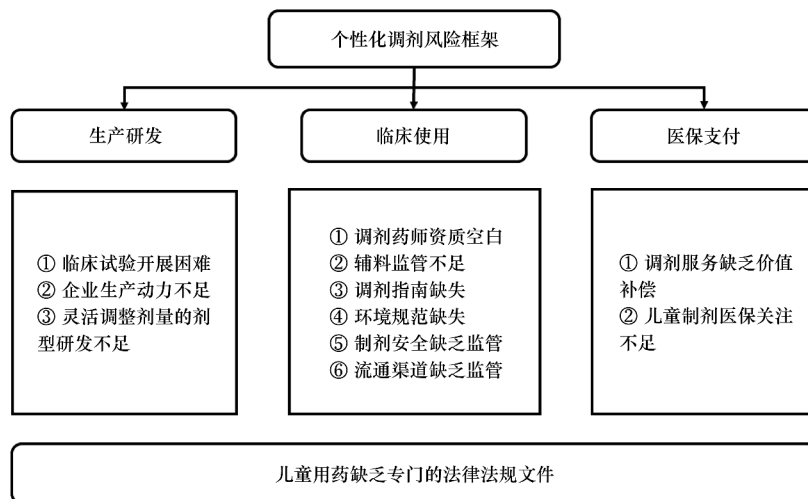 个性化调剂风险框架
生产研发
临床使用
医保支付
① 临床试验开展困难
② 企业生产动力不足
③ 灵活调整剂量的剂
型研发不足
① 调剂药师资质空白
② 辅料监管不足
③ 调剂指南缺失
④ 环境规范缺失
⑤ 制剂安全缺乏监管
⑥ 流通渠道缺乏监管
① 调剂服务缺乏价值
补偿
② 儿童制剂医保关注
不足
儿童用药缺乏专门的法律法规文件